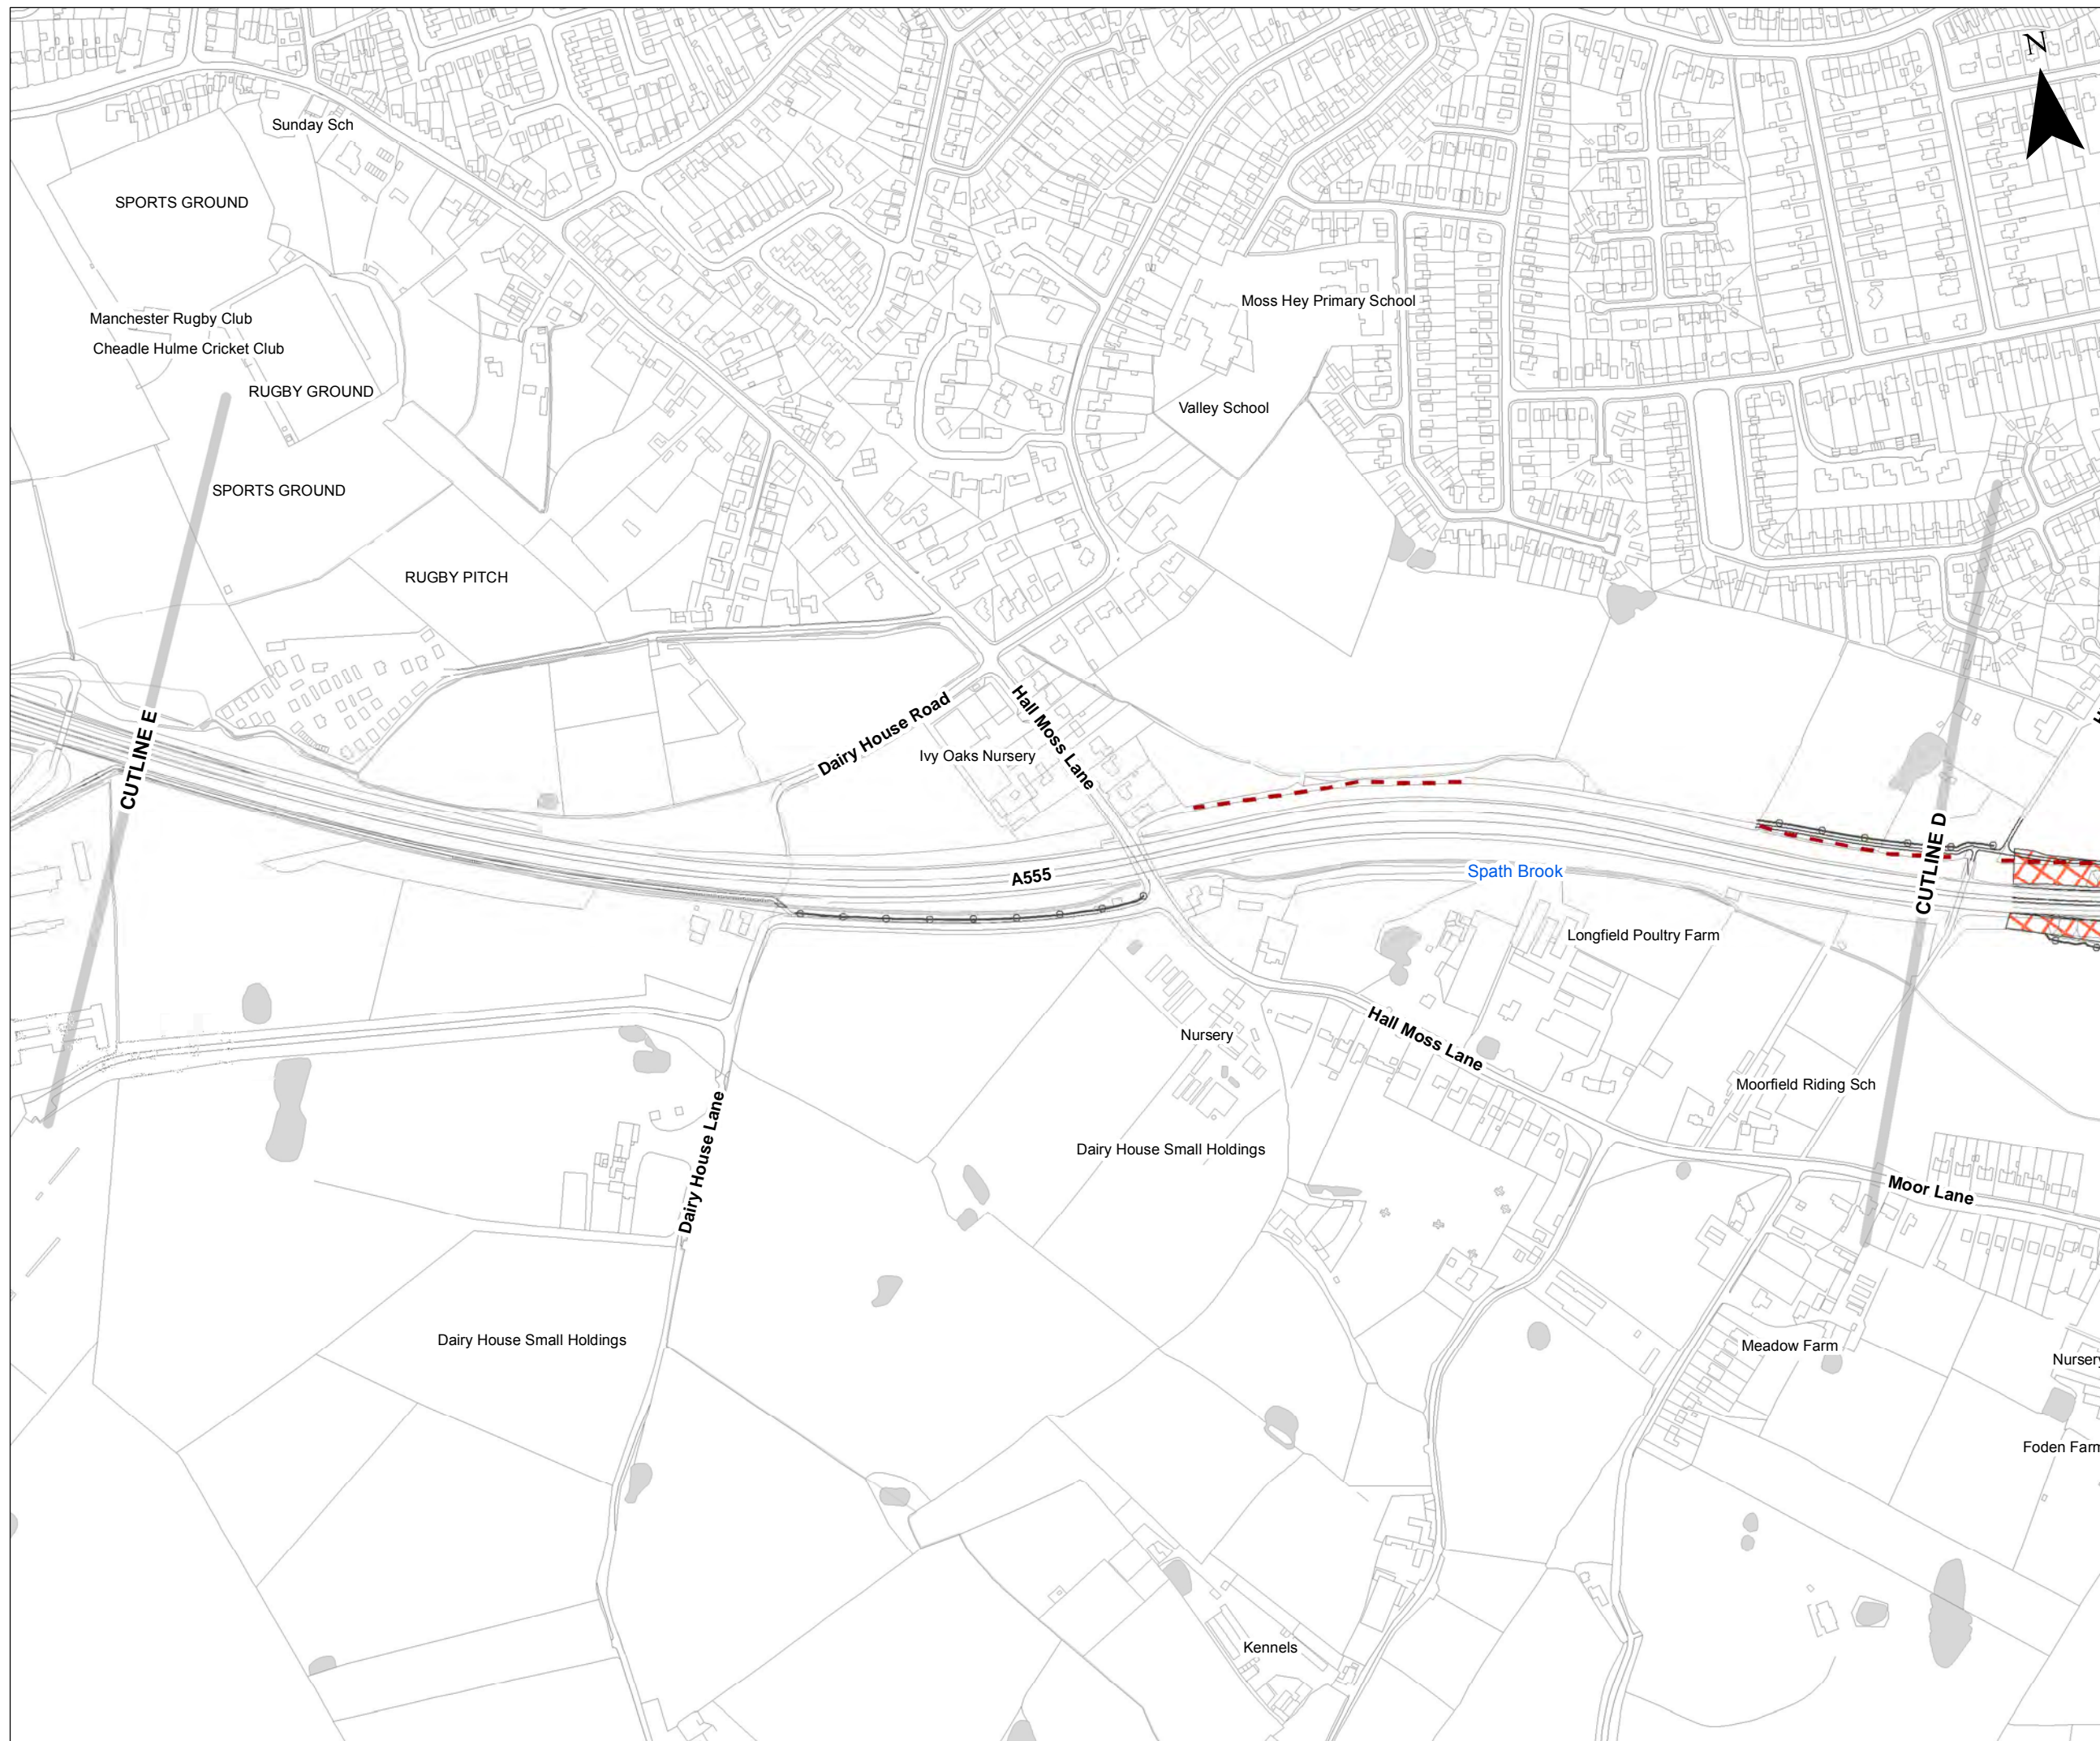 N
Sunday Sch
SPORTS GROUND
Moss Hey Primary School
Manchester Rugby Club
Cheadle Hulme Cricket Club
RUGBY GROUND
Valley School
SPORTS GROUND
RUGBY PITCH
Hall Moss Lane
Dairy House Road
CUTLINE E
Ivy Oaks Nursery
A555
Spath Brook
CUTLINE D
Longfield Poultry Farm
Nursery
Hall Moss Lane
Moorfield Riding Sch
Dairy House Lane
Dairy House Small Holdings
Moor Lane
Dairy House Small Holdings
Meadow Farm
Nursery
Foden Farm
Kennels